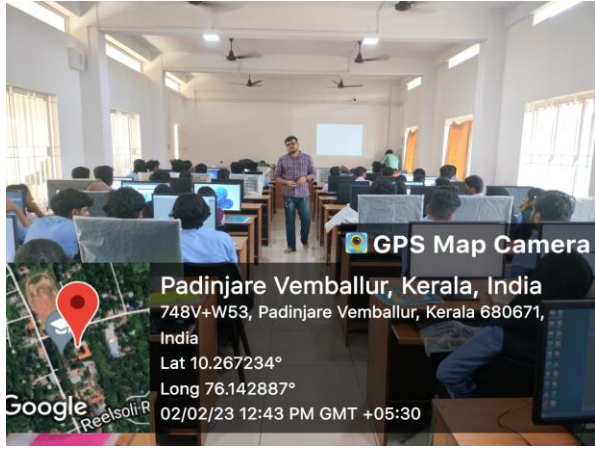 GPS Map Camera
Padinjare Vemballur, Kerala, India
748V+W53, Padinjare Vemballur, Kerala 680671,
India
Lat 10.267234°
Long 76.142887°
02/02/23 12:43 PM GMT +05:30
Google
Reelsoli R